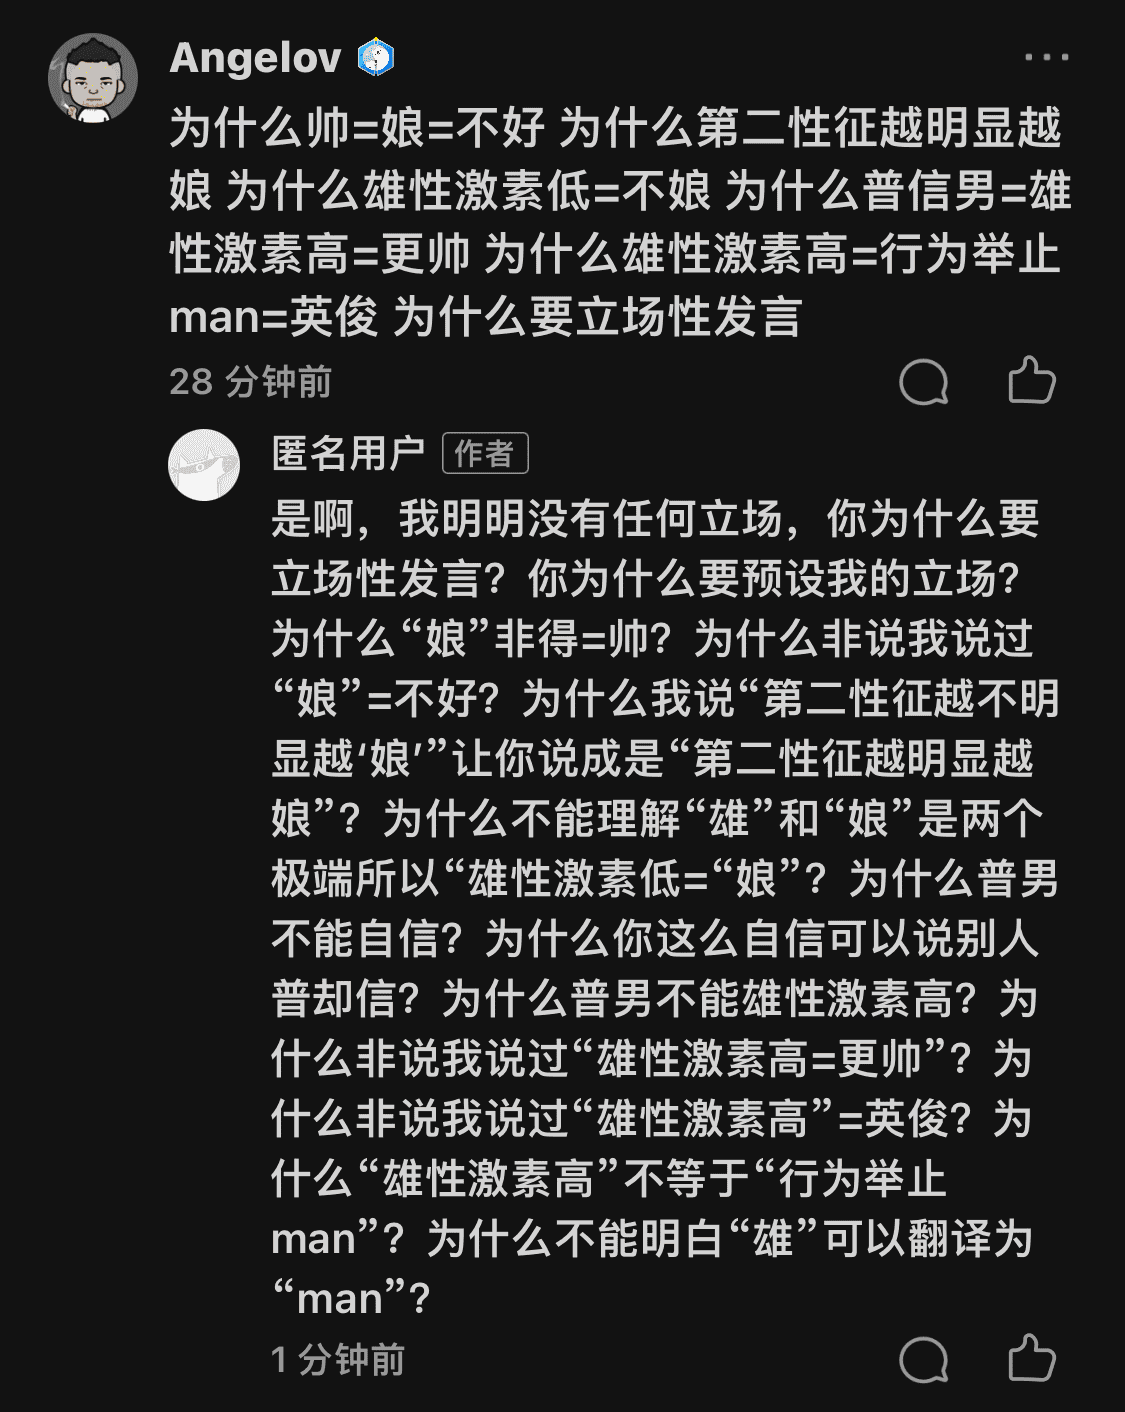 Angelov
为什么帅=娘=不好 为什么第二性征越明显越
娘 为什么雄性激素低=不娘 为什么普信男=雄
性激素高=更帅 为什么雄性激素高=行为举止
man=英俊 为什么要立场性发言
28 分钟前
匿名用户 作者
是啊，我明明没有任何立场，你为什么要
立场性发言？你为什么要预设我的立场？
为什么“娘”非得=帅？为什么非说我说过
“娘”=不好？为什么我说“第二性征越不明
显越‘娘’”让你说成是“第二性征越明显越
娘”？为什么不能理解“雄”和“娘”是两个
极端所以“雄性激素低=“娘”？为什么普男
不能自信？为什么你这么自信可以说别人
普却信？为什么普男不能雄性激素高？为
什么非说我说过“雄性激素高=更帅”？为
什么非说我说过“雄性激素高”=英俊？为
什么“雄性激素高”不等于“行为举止
man”？为什么不能明白“雄”可以翻译为
“man”？
1 分钟前